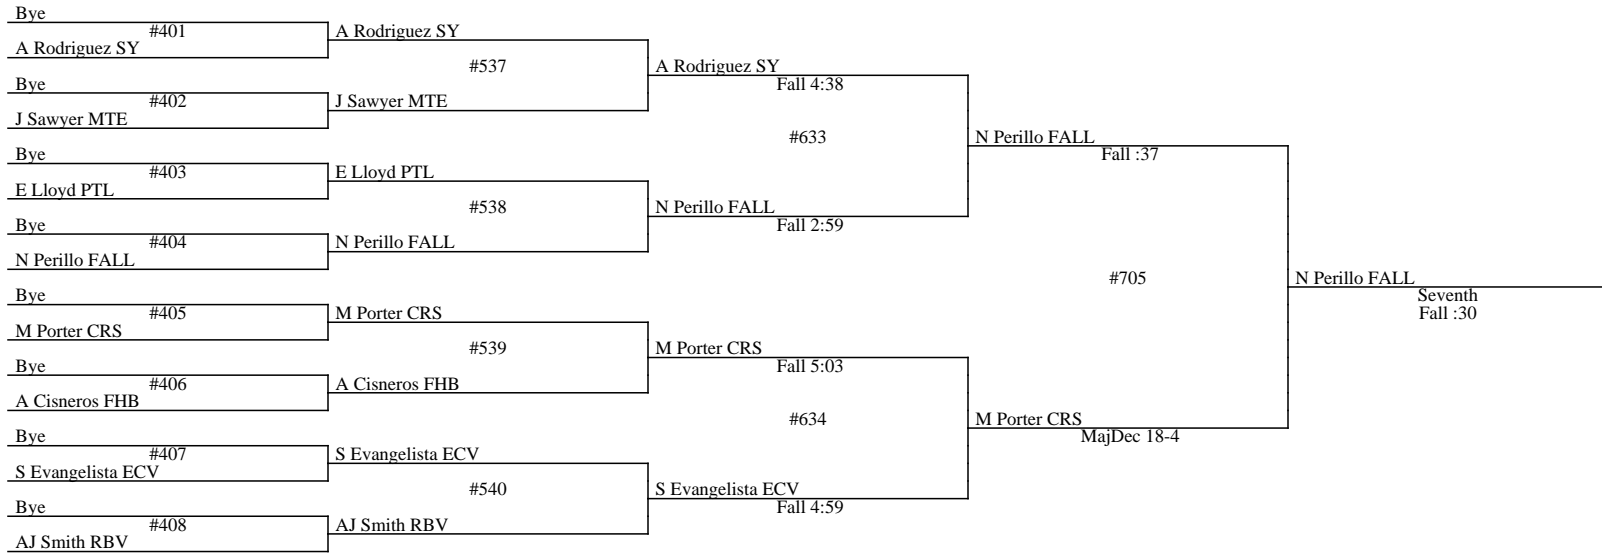 Bye
#401
A Rodriguez SY
A Rodriguez SY
#537
Bye
#402
J Sawyer MTE
J Sawyer MTE
A Rodriguez SY
Fall 4:38
#633
Bye
#403
E Lloyd PTL
E Lloyd PTL
#538
Bye
#404
N Perillo FALL
N Perillo FALL
N Perillo FALL
Fall 2:59
N Perillo FALL
Fall :37
#705
Bye
#405
M Porter CRS
M Porter CRS
#539
Bye
#406
A Cisneros FHB
A Cisneros FHB
M Porter CRS
Fall 5:03
#634
Bye
#407
S Evangelista ECV
S Evangelista ECV
#540
Bye
#408
AJ Smith RBV
AJ Smith RBV
S Evangelista ECV
Fall 4:59
M Porter CRS
MajDec 18-4
N Perillo FALL
Seventh
Fall :30